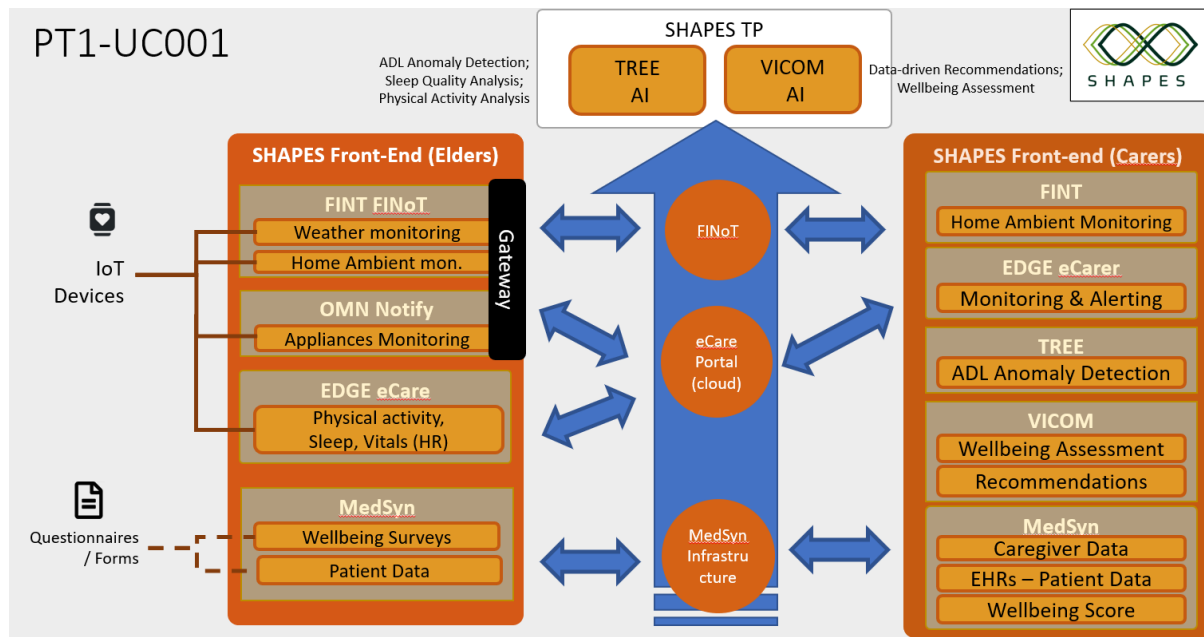 PT1-UC001
SHAPES TP
TREE
AI
VICOM
AI
ADL Anomaly Detection;
Sleep Quality Analysis;
Physical Activity Analysis
Data-driven Recommendations;
Wellbeing Assessment
SHAPES
SHAPES Front-End (Elders)
FINT FINoT
Weather monitoring
Home Ambient mon.
OMN Notify
Appliances Monitoring
EDGE eCare
Physical activity,
Sleep, Vitals (HR)
MedSyn
Wellbeing Surveys
Patient Data
Gateway
IoT
Devices
Questionnaires
/ Forms
FINoT
eCare
Portal
(cloud)
MedSyn
Infrastru
cture
SHAPES Front-end (Carers)
FINT
Home Ambient Monitoring
EDGE eCarer
Monitoring & Alerting
TREE
ADL Anomaly Detection
VICOM
Wellbeing Assessment
Recommendations
MedSyn
Caregiver Data
EHRs – Patient Data
Wellbeing Score